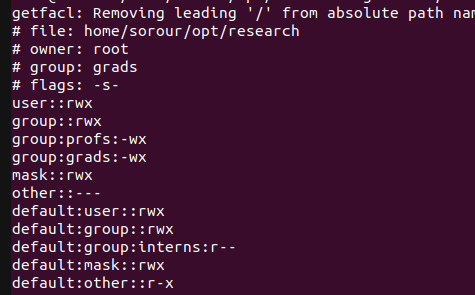 getfacl: Removing leading '/' from absolute path
# file: home/sorour/opt/research
# owner: root
# group: grads
# flags: -s-
user::rwx
group::rwx
group:profs:-wx
group:grads:-wx
mask::rwx
other::---
default:user::rwx
default:group::rwx
default:group:interns:r--
default:mask::rwx
default:other::r-x